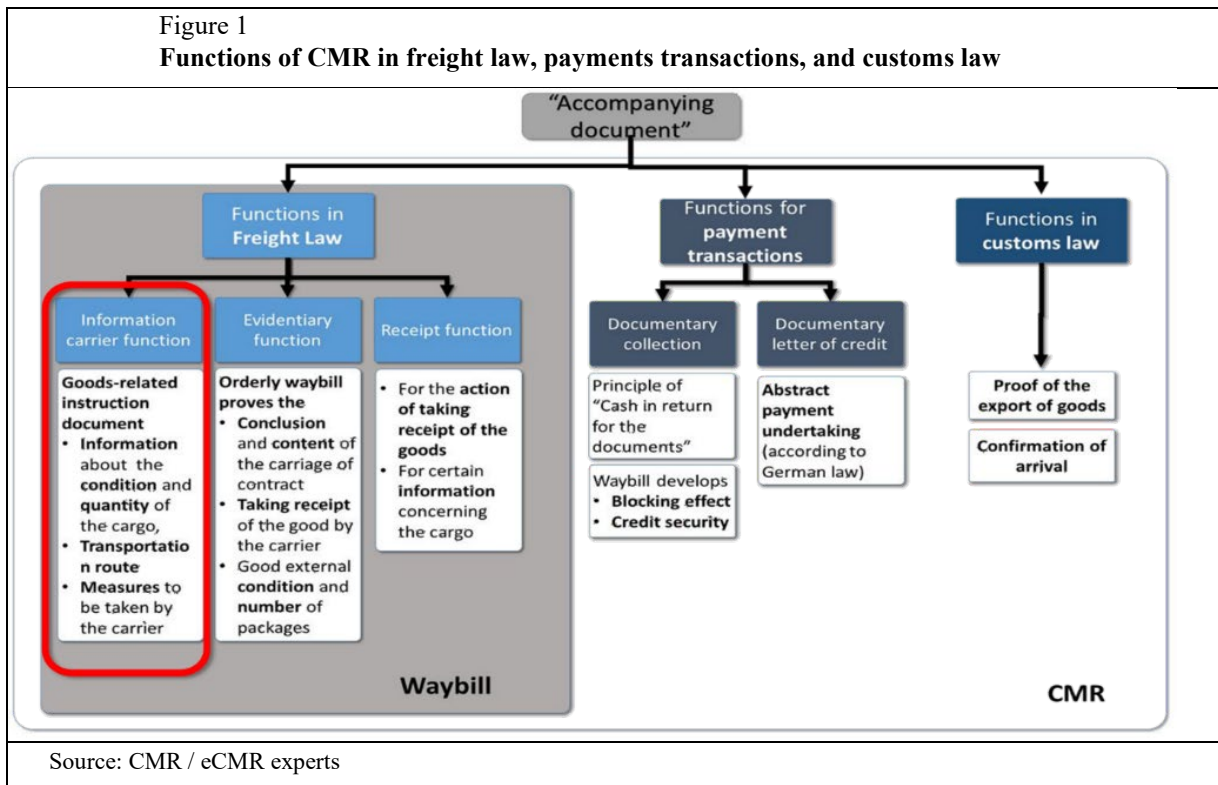 Figure 1
Functions of CMR in freight law, payments transactions, and customs law
“Accompanying
document”
Functions in
Freight Law
Functions for
payment
transactions
Functions in
customs law
Information
carrier function
Evidentiary
function
Receipt function
Documentary
collection
Documentary
letter of credit
Goods-related
instruction
document
• Information
about the
condition and
quantity of
the cargo,
• Transportatio
n route
• Measures to
be taken by
the carrier
Orderly waybill
proves the
• Conclusion
and content of
the carriage of
contract
• Taking receipt
of the good by
the carrier
• Good external
condition and
number of
packages
• For the action
of taking
receipt of the
goods
• For certain
information
concerning
the cargo
Principle of
“Cash in return
for the
documents”
Waybill develops
• Blocking effect
• Credit security
Abstract
payment
undertaking
(according to
German law)
Proof of the
export of goods
Confirmation of
arrival
Waybill
CMR
Source: CMR / eCMR experts